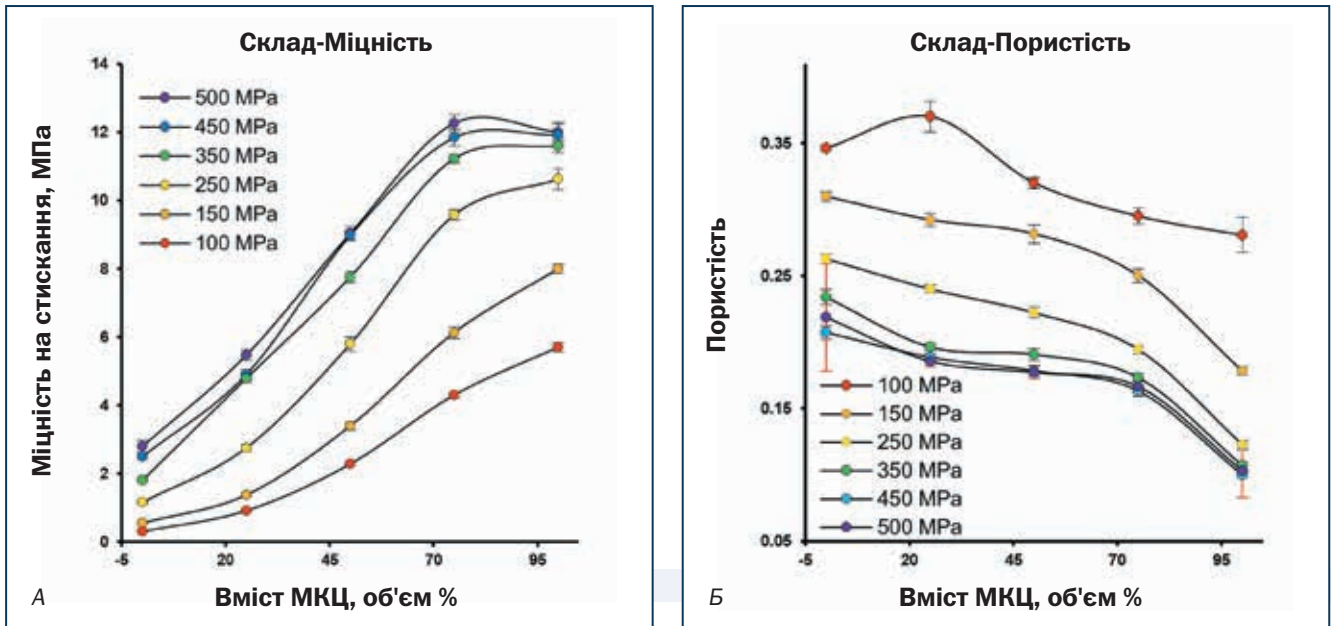 Склад-Міцність
14
12
10
8
6
4
2
0
-5 20 45 70 95
500 MPa
450 MPa
350 MPa
250 MPa
150 MPa
100 MPa
Міцність на стискання, МПа
Вміст МКЦ, об'єм %
А
Склад-Пористість
0.35
0.25
0.15
0.05
-5 20 45 70 95
100 MPa
150 MPa
250 MPa
350 MPa
450 MPa
500 MPa
Пористість
Вміст МКЦ, об'єм %
Б